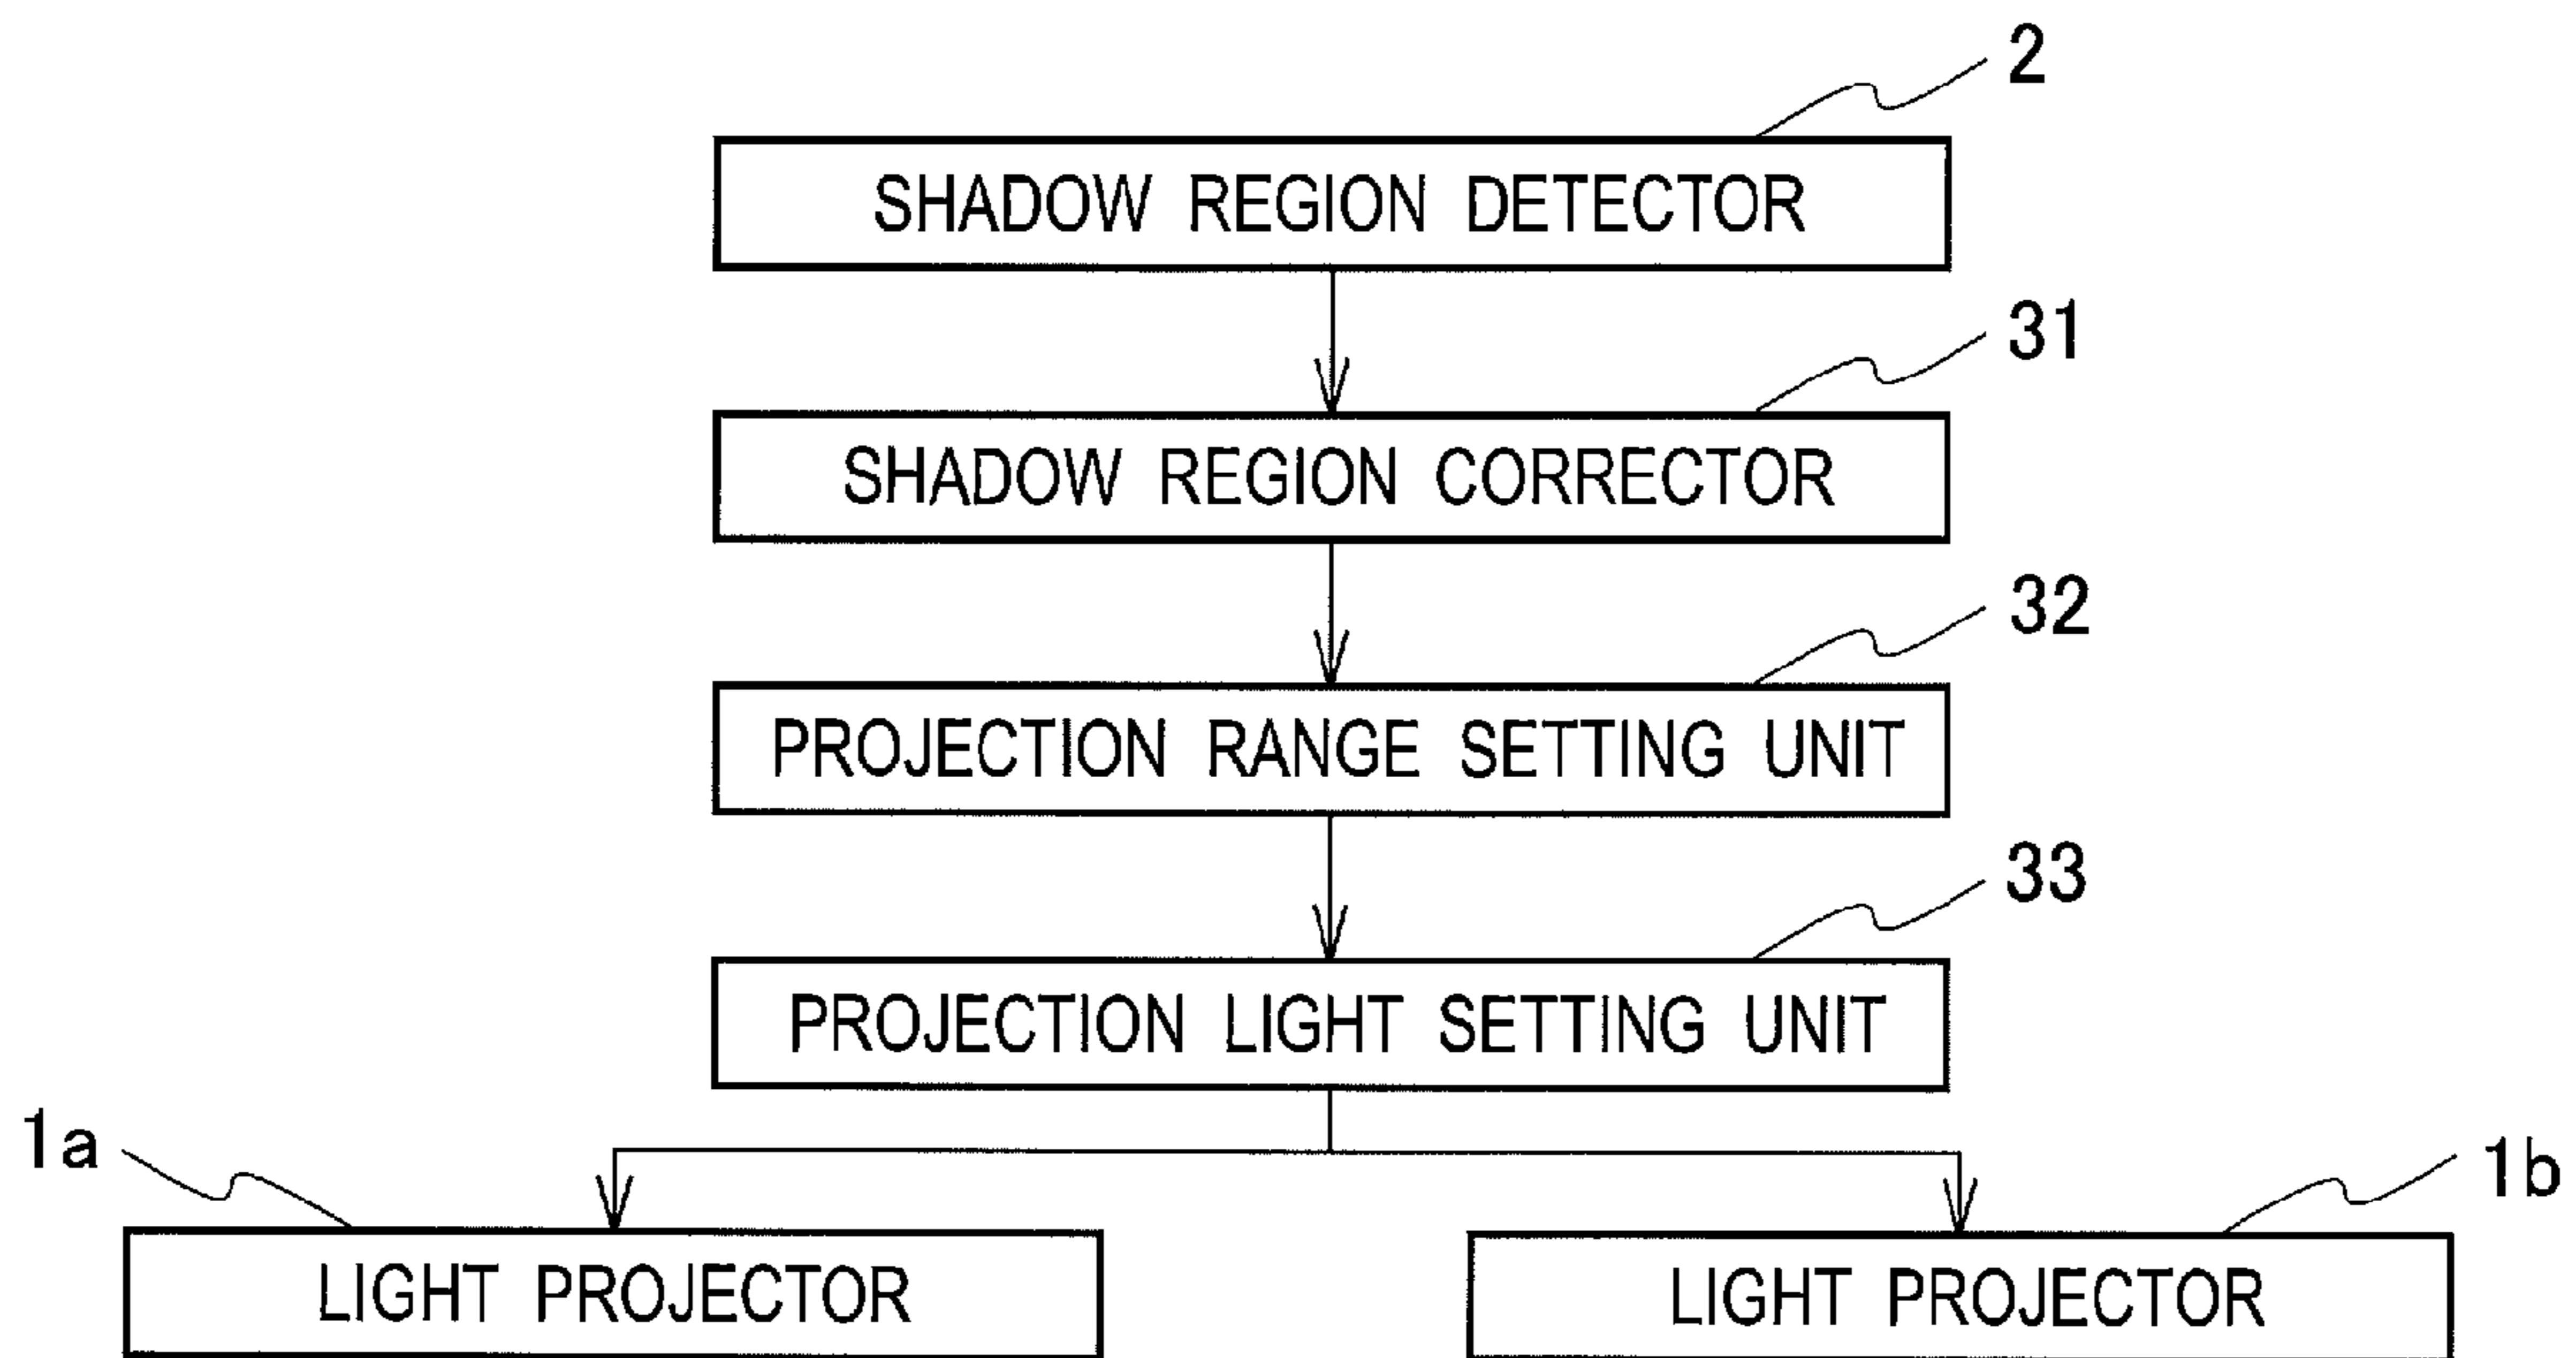 2
SHADOW REGION DETECTOR
31
SHADOW REGION CORRECTOR
32
PROJECTION RANGE SETTING UNIT
33
PROJECTION LIGHT SETTING UNIT
1a
1b
LIGHT PROJECTOR
LIGHT PROJECTOR